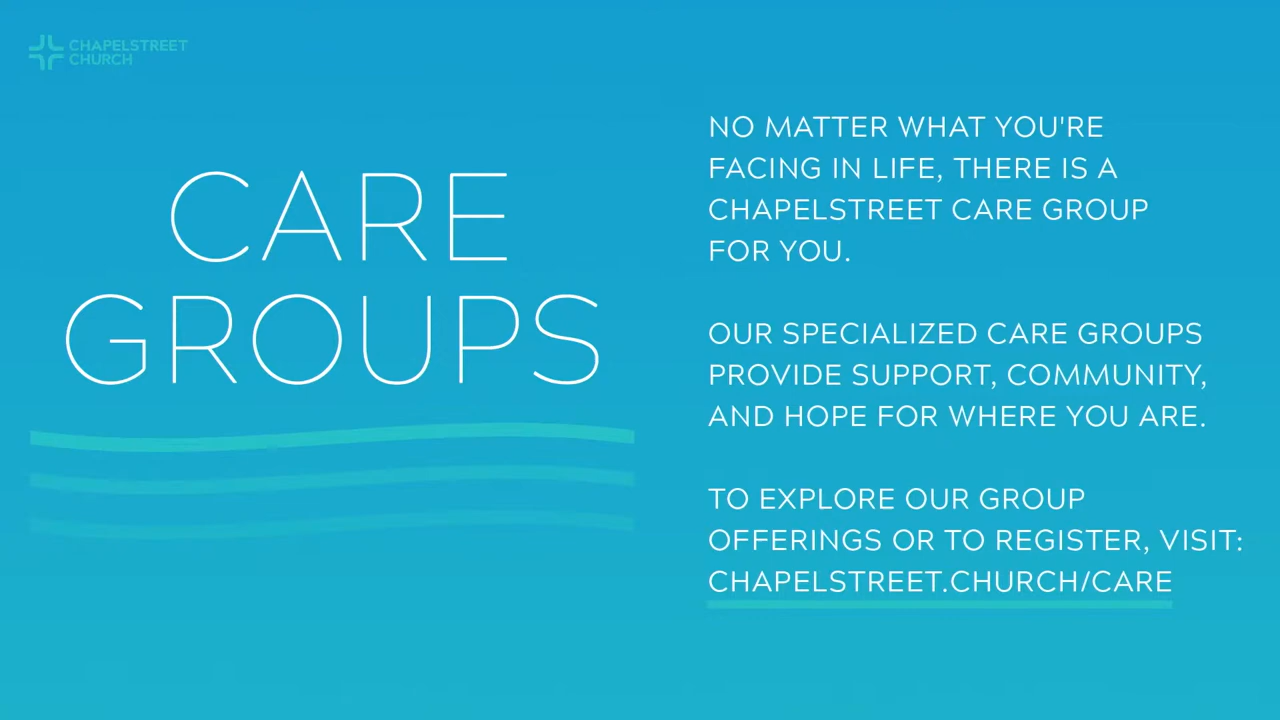 CHAPELSTREET
CHURCH
CARE
GROUPS
NO MATTER WHAT YOU'RE
FACING IN LIFE, THERE IS A
CHAPELSTREET CARE GROUP
FOR YOU.
OUR SPECIALIZED CARE GROUPS
PROVIDE SUPPORT, COMMUNITY,
AND HOPE FOR WHERE YOU ARE.
TO EXPLORE OUR GROUP
OFFERINGS OR TO REGISTER, VISIT:
CHAPELSTREET.CHURCH/CARE